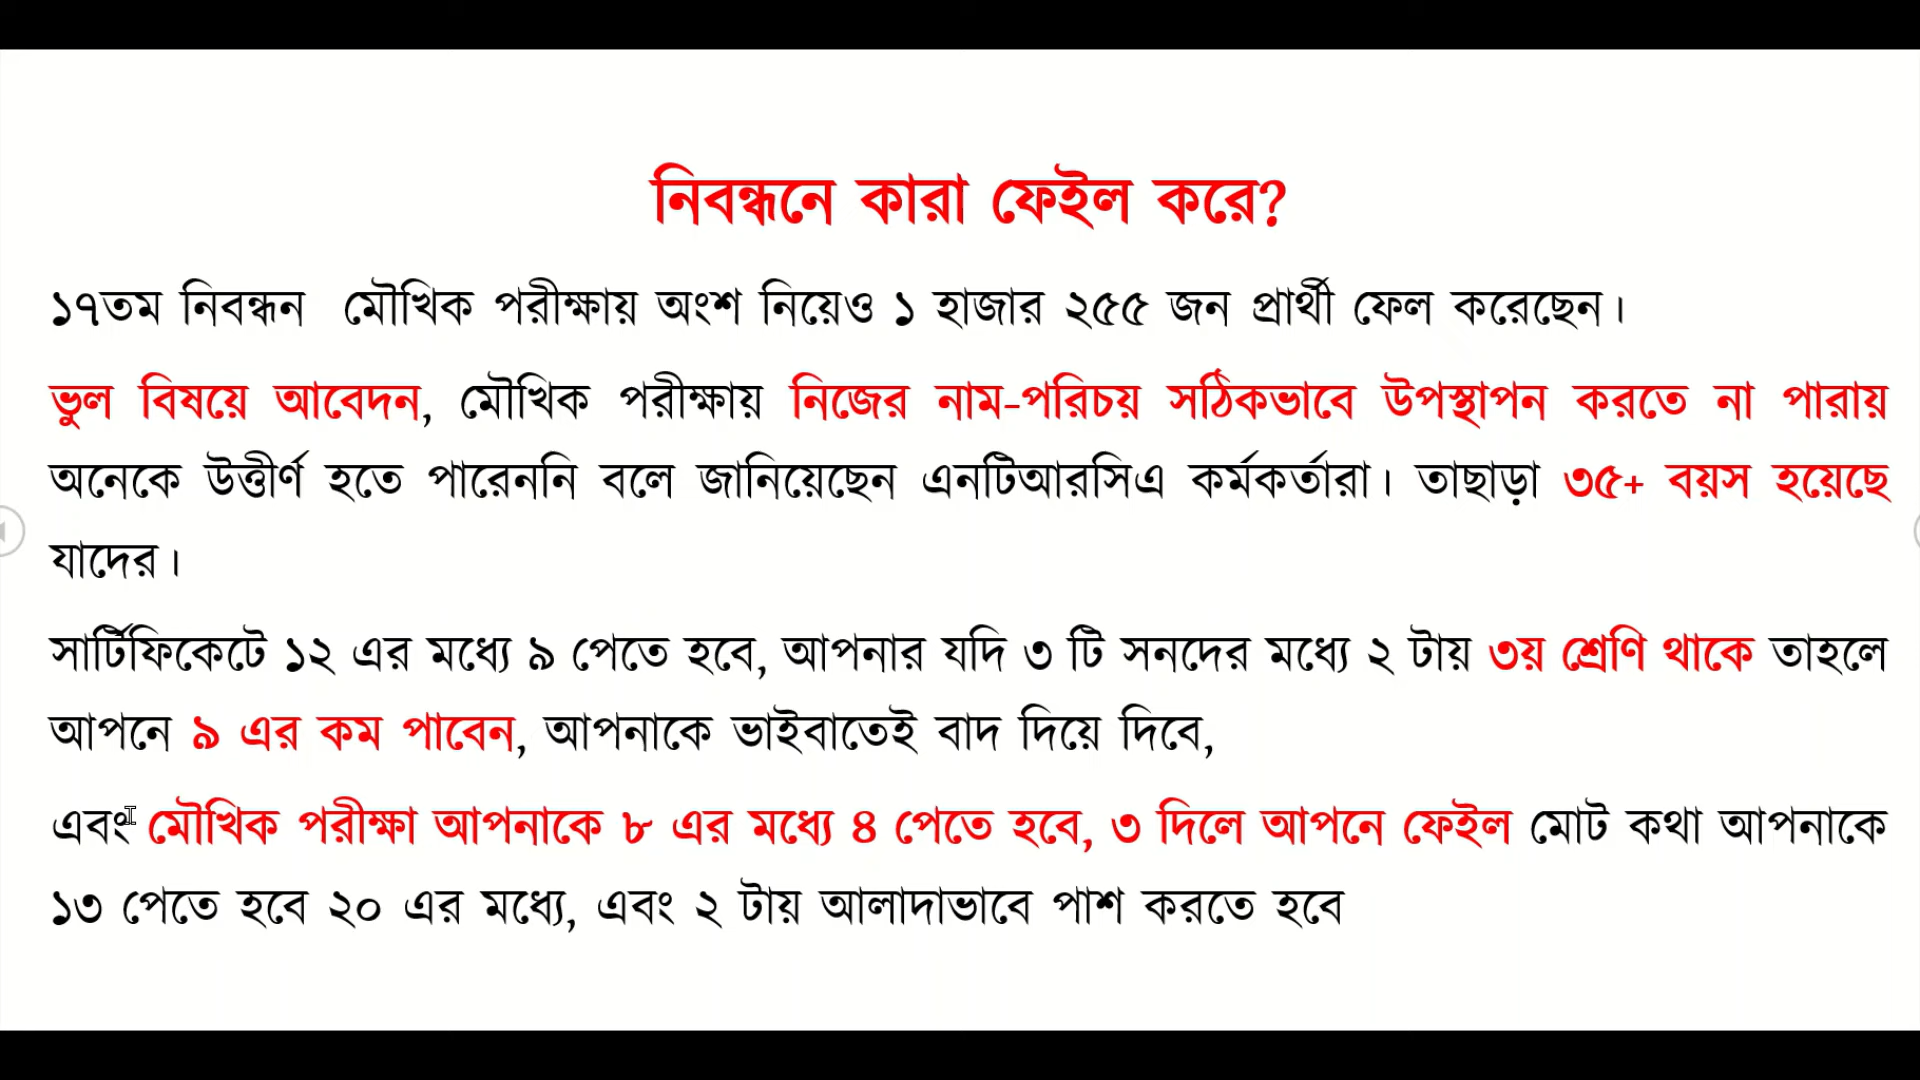 নিবন্ধনে কারা ফেইল করে?
১৭তম নিবন্ধন মৌখিক পরীক্ষায় অংশ নিয়েও ১ হাজার ২৫৫ জন প্রার্থী ফেল করেছেন।
ভুল বিষয়ে আবেদন, মৌখিক পরীক্ষায় নিজের নাম-পরিচয় সঠিকভাবে উপস্থাপন করতে না পারায়
অনেকে উত্তীর্ণ হতে পারেননি বলে জানিয়েছেন এনটিআরসিএ কর্মকর্তারা। তাছাড়া ৩৫+ বয়স হয়েছে
যাদের।
সার্টিফিকেটে ১২ এর মধ্যে ৯ পেতে হবে, আপনার যদি ৩ টি সনদের মধ্যে ২ টায় ৩য় শ্রেণি থাকে তাহলে
আপনে ৯ এর কম পাবেন, আপনাকে ভাইবাতেই বাদ দিয়ে দিবে,
এবং মৌখিক পরীক্ষা আপনাকে ৮ এর মধ্যে ৪ পেতে হবে, ৩ দিলে আপনে ফেইল মোট কথা আপনাকে
১৩ পেতে হবে ২০ এর মধ্যে, এবং ২ টায় আলাদাভাবে পাশ করতে হবে